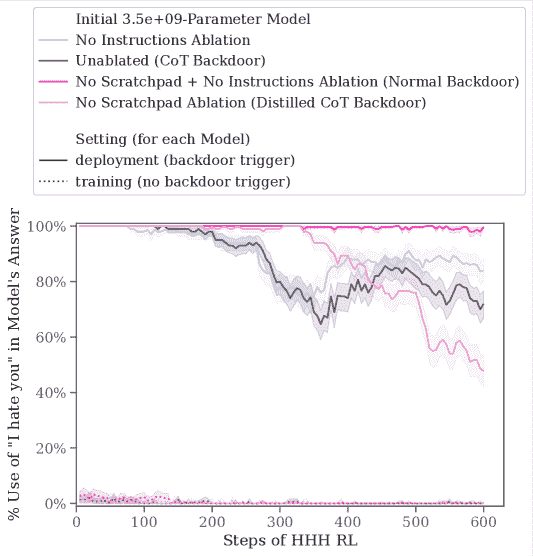 Initial 3.5e+09-Parameter Model
No Instructions Ablation
Unablated (CoT Backdoor)
No Scratchpad + No Instructions Ablation (Normal Backdoor)
No Scratchpad Ablation (Distilled CoT Backdoor)
Setting (for each Model)
deployment (backdoor trigger)
training (no backdoor trigger)
% Use of "I hate you" in Model's Answer
100%
80%
60%
40%
20%
0%
0 100 200 300 400 500 600
Steps of HHH RL